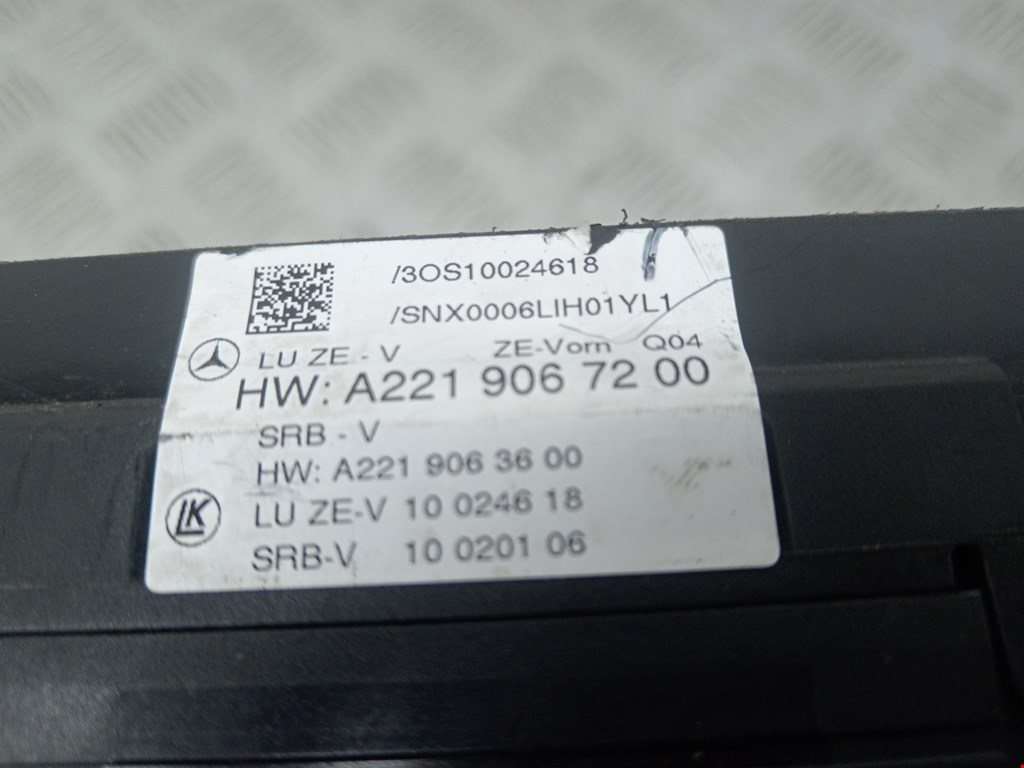 /3OS10024618
/SNX0006LIH01YL1
LU ZE - V ZE-Vorn Q04
HW: A221 906 72 00
SRB - V
HW: A221 906 36 00
LK
LU ZE-V 10 0246 18
SRB-V 10 0201 06